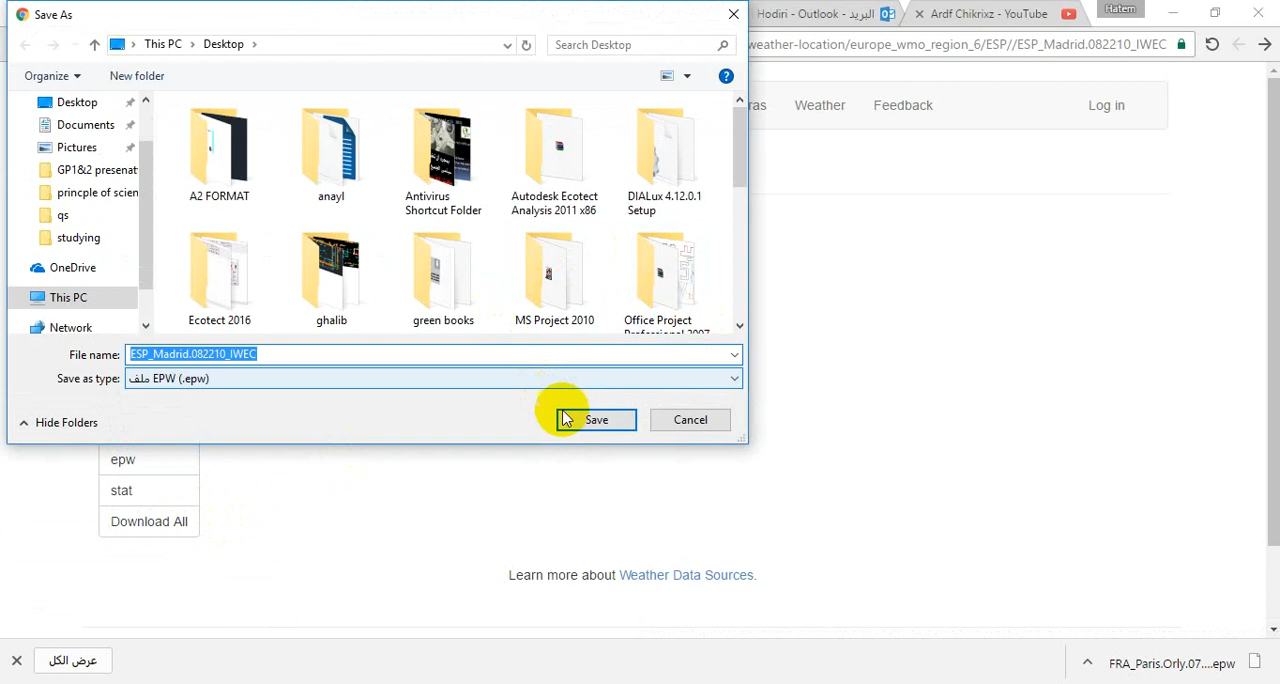 Save As
Hodiri - Outlook - البريد
Ardf Chikrixz - YouTube
Hatem
This PC
Desktop
Search Desktop
weather-location/europe_wmo_region_6/ESP//ESP_Madrid.082210_IWEC
Organize
New folder
Desktop
Documents
Pictures
GP1&2 presenat
princple of scien
qs
studying
OneDrive
This PC
Network
A2 FORMAT
anayl
Antivirus
Shortcut Folder
Autodesk Ecotect
Analysis 2011 x86
DIALux 4.12.0.1
Setup
Ecotect 2016
ghalib
green books
MS Project 2010
Office Project
Professional 2007
ras
Weather
Feedback
Log in
File name:
ESP_Madrid.082210_IWEC
Save as type:
ملف EPW (.epw)
Hide Folders
Save
Cancel
epw
stat
Download All
Learn more about Weather Data Sources.
عرض الكل
FRA_Paris.Orly.07....epw